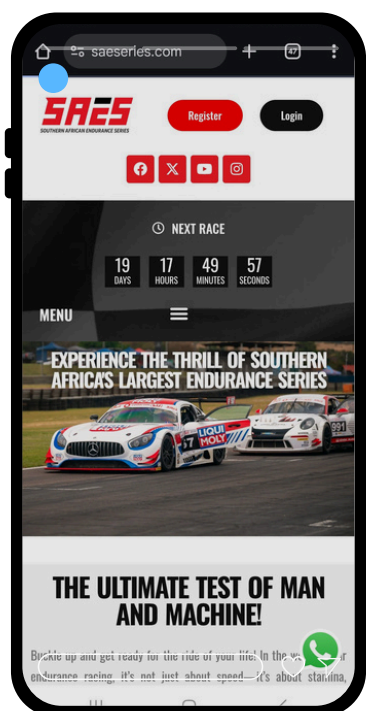 saeseries.com
47
SAES
SOUTHERN AFRICAN ENDURANCE SERIES
Register
Login
NEXT RACE
19 17 49 57
DAYS HOURS MINUTES SECONDS
MENU
EXPERIENCE THE THRILL OF SOUTHERN
AFRICA'S LARGEST ENDURANCE SERIES
LIQUI
MOLY
991
THE ULTIMATE TEST OF MAN
AND MACHINE!
Buckle up and get ready for the ride of your life! In the
endurance racing, it's not just about speed—it's about stamina,